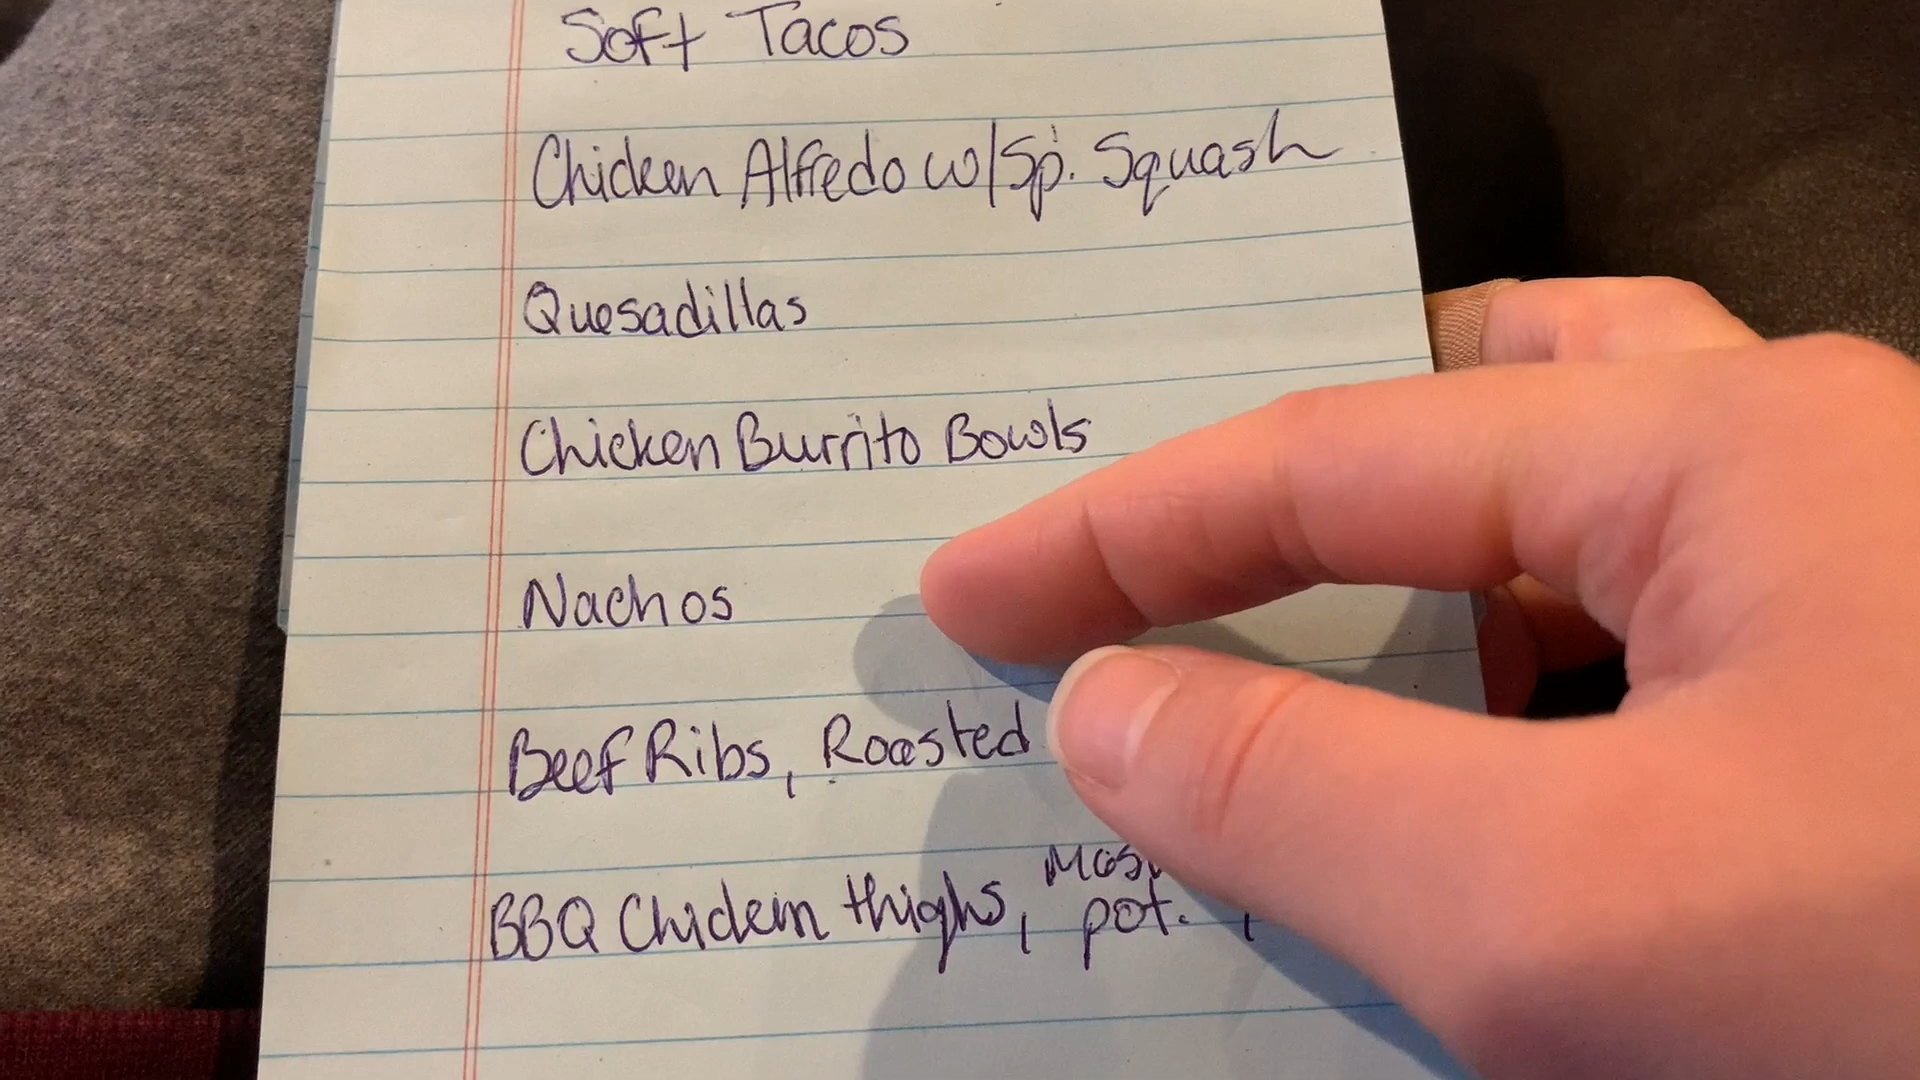 Soft Tacos
Chicken Alfredo w/Sp. Squash
Quesadillas
Chicken Burrito Bowls
Nachos
Beef Ribs, Roasted
BBQ Chicken thighs, pot. ,